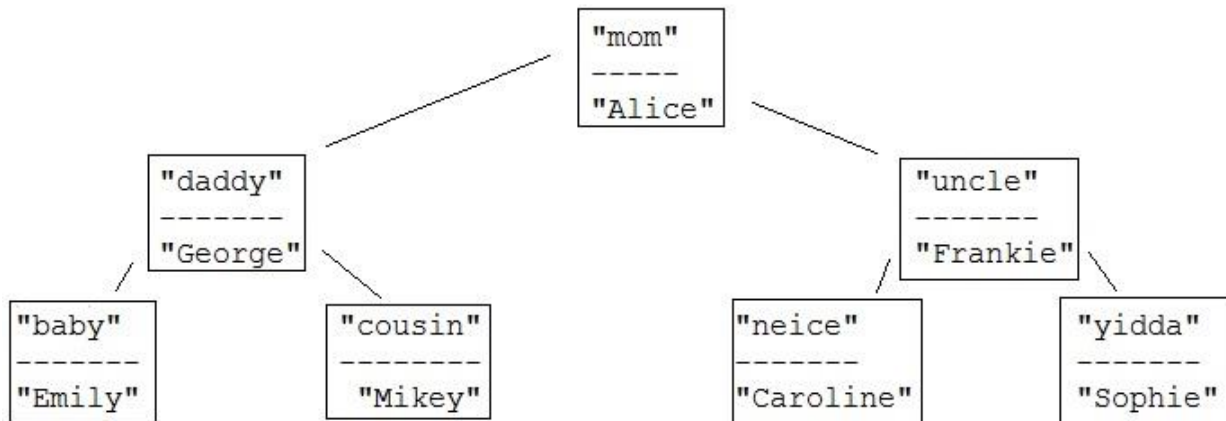 "mom"
-----
"Alice"
"daddy"
-------
"George"
"uncle"
-------
"Frankie"
"baby"
-------
"Emily"
"cousin"
--------
"Mikey"
"neice"
-------
"Caroline"
"yidda"
-------
"Sophie"